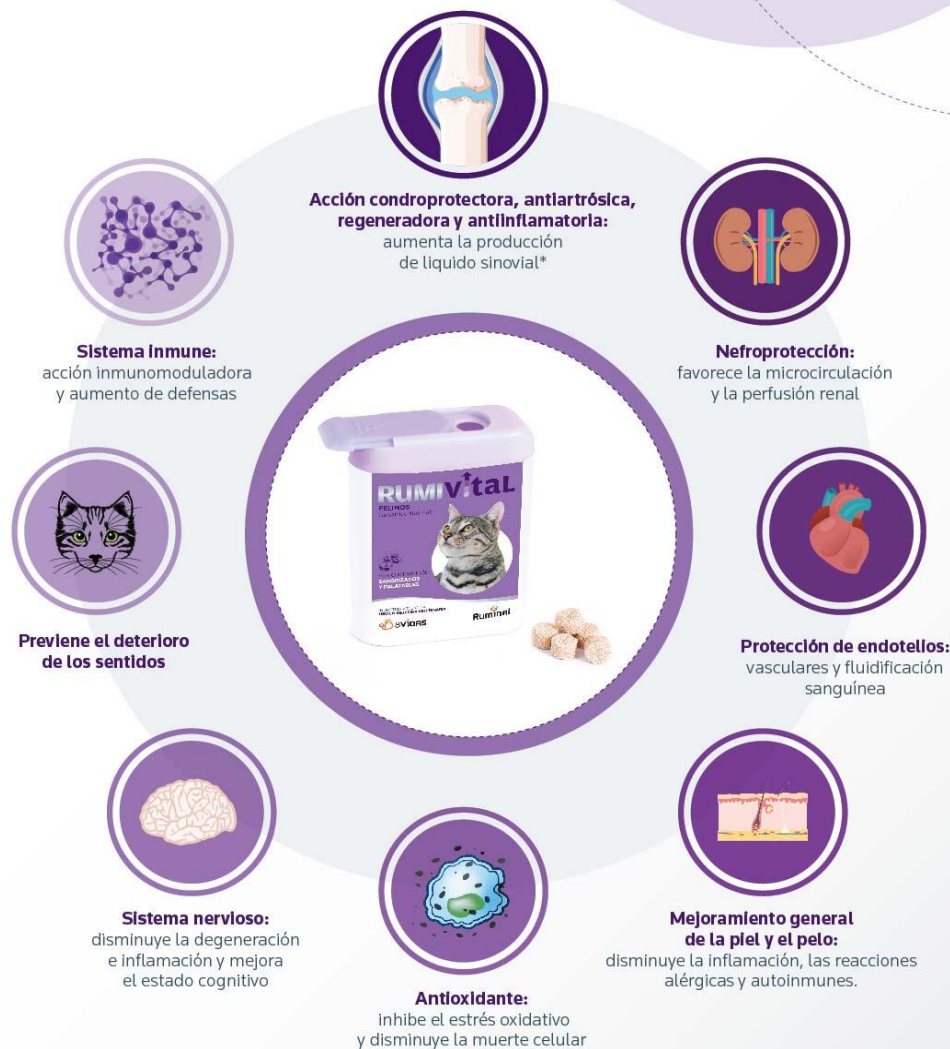 Acción condroprotectora, antiartrósica,
regeneradora y antiinflamatoria:
aumenta la producción
de liquido sinovial*
Sistema inmune:
acción inmunomoduladora
y aumento de defensas
Nefroprotección:
favorece la microcirculación
y la perfusión renal
RUMIVitaL
FELINOS
SABORIZADOS
Y PALATABLES
8VIDAS
Ruminal
Previene el deterioro
de los sentidos
Protección de endotelios:
vasculares y fluidificación
sanguínea
Sistema nervioso:
disminuye la degeneración
e inflamación y mejora
el estado cognitivo
Antioxidante:
inhibe el estrés oxidativo
y disminuye la muerte celular
Mejoramiento general
de la piel y el pelo:
disminuye la inflamación, las reacciones
alérgicas y autoinmunes.